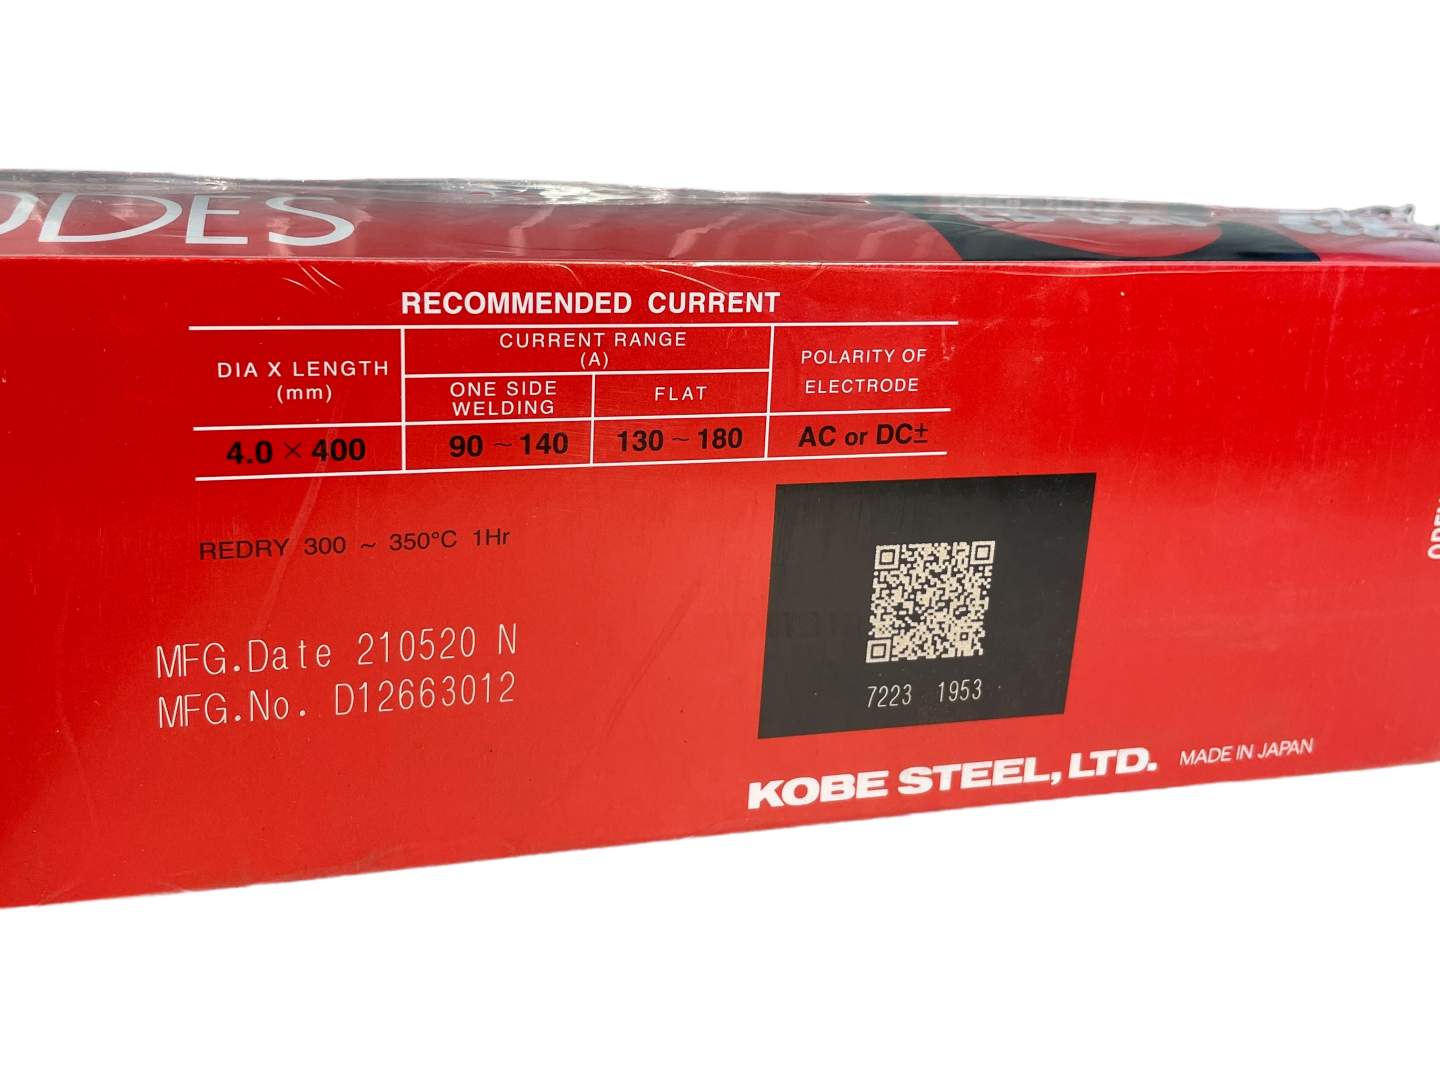 ODES
RECOMMENDED CURRENT
DIA X LENGTH
(mm)
CURRENT RANGE
(A)
ONE SIDE
WELDING
FLAT
POLARITY OF
ELECTRODE
4.0 × 400 90 ~ 140 130 ~ 180 AC or DC±
REDRY 300 ~ 350°C 1Hr
MFG.Date 210520 N
MFG.No. D12663012
7223 1953
KOBE STEEL, LTD. MADE IN JAPAN